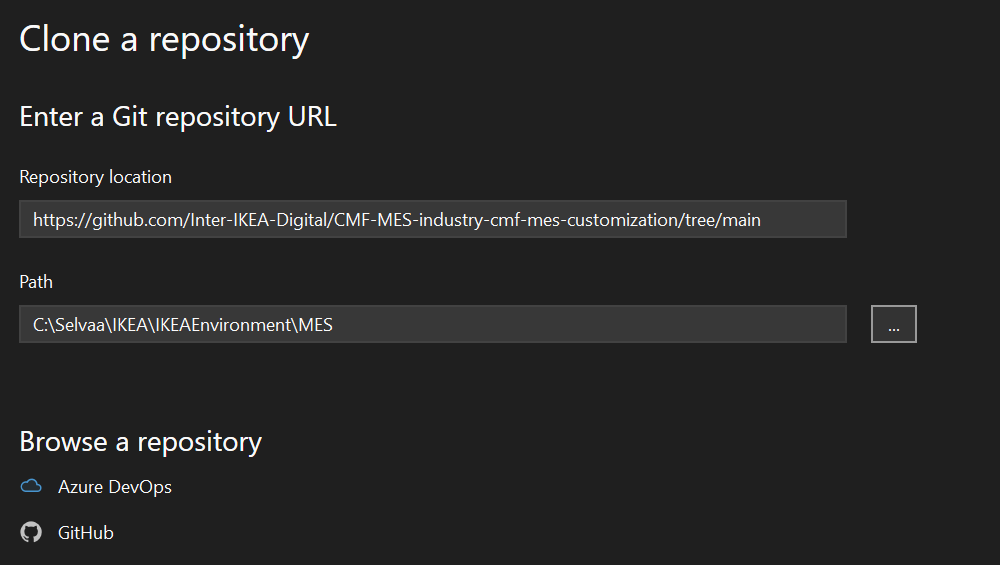 Clone a repository
Enter a Git repository URL
Repository location
https://github.com/Inter-IKEA-Digital/CMF-MES-industry-cmf-mes-customization/tree/main
Path
C:\Selvaa\IKEA\IKEAEnvironment\MES
...
Browse a repository
Azure DevOps
GitHub